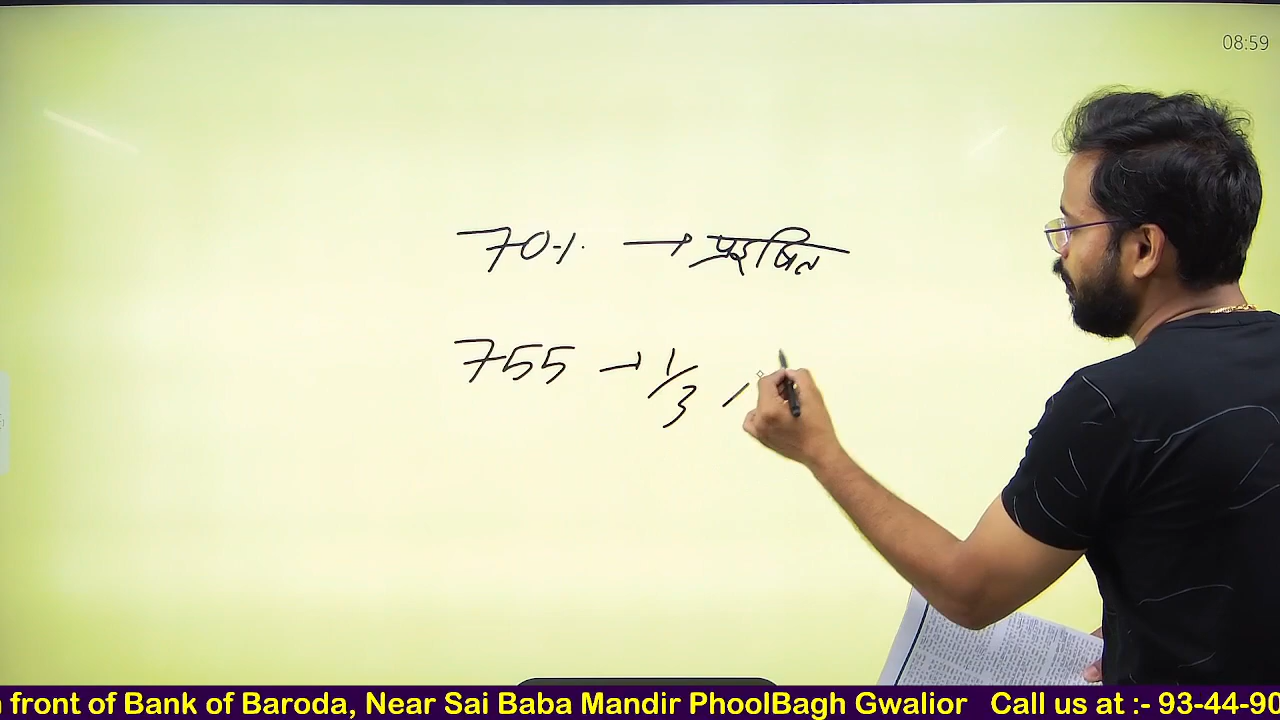 08:59
70% → प्रदूषित
755 → 1/3
front of Bank of Baroda, Near Sai Baba Mandir PhoolBagh Gwalior Call us at :- 93-44-90